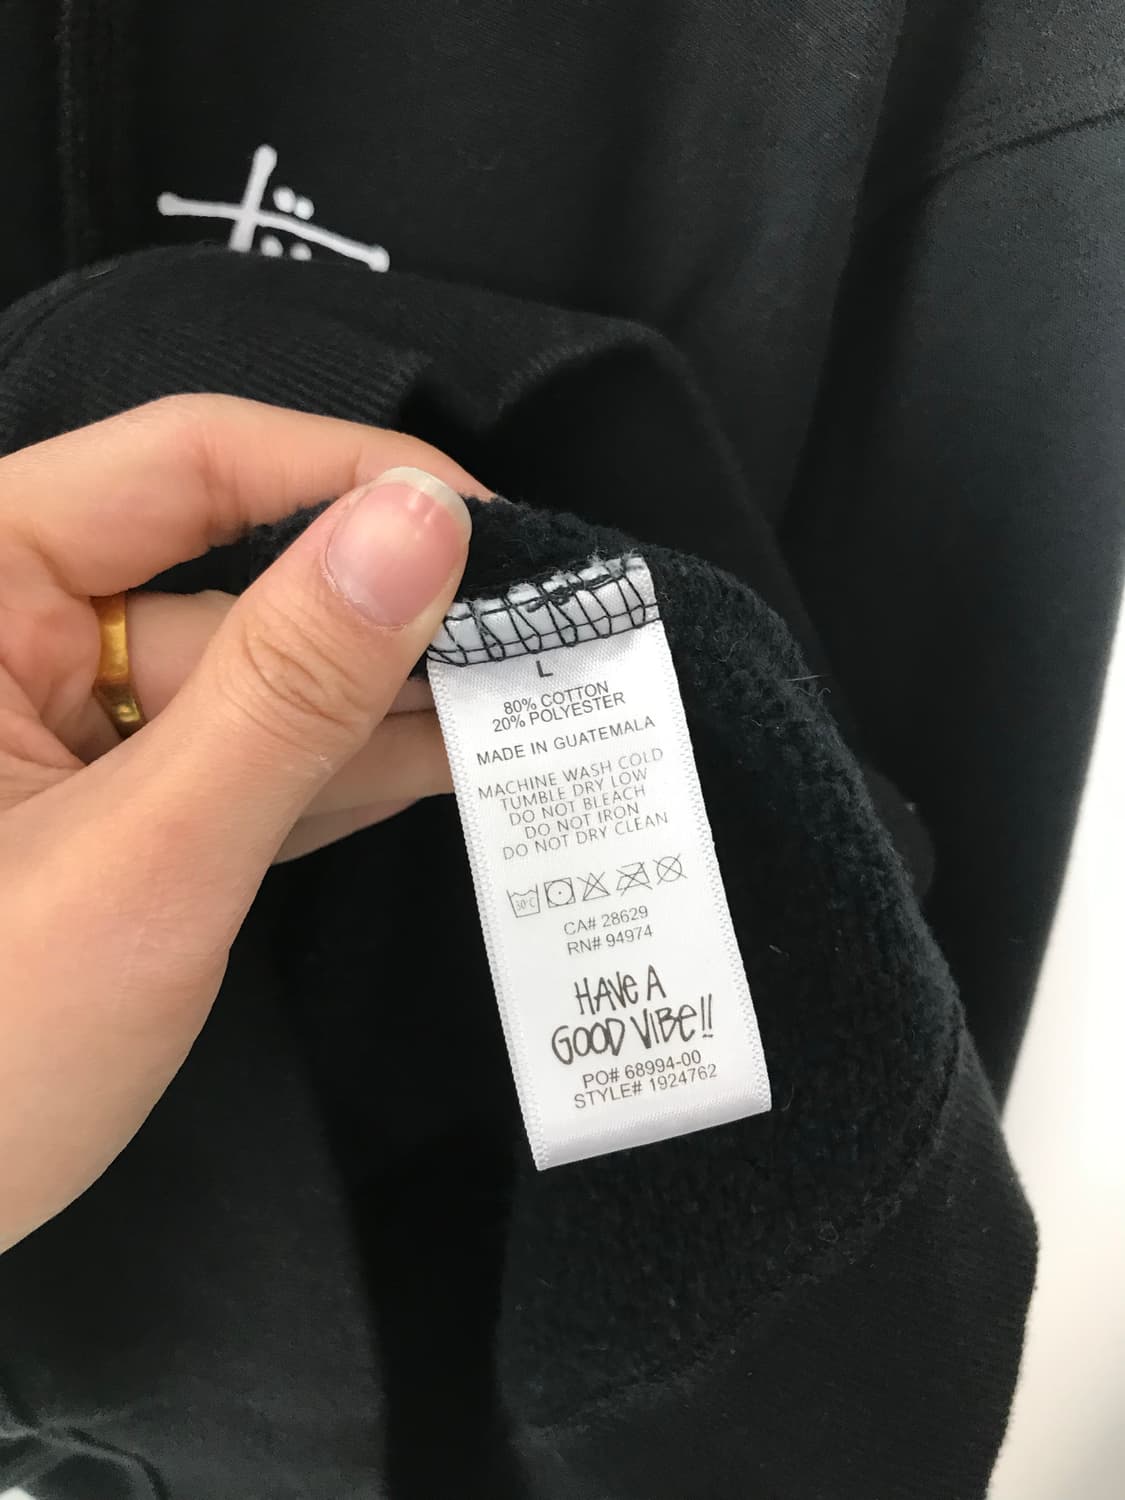 L
80% COTTON
20% POLYESTER
MADE IN GUATEMALA
MACHINE WASH COLD
TUMBLE DRY LOW
DO NOT BLEACH
DO NOT IRON
DO NOT DRY CLEAN
30°C
CA# 28629
RN# 94974
HAVE A
GOOD VIBE!!
PO# 68994-00
STYLE# 1924762